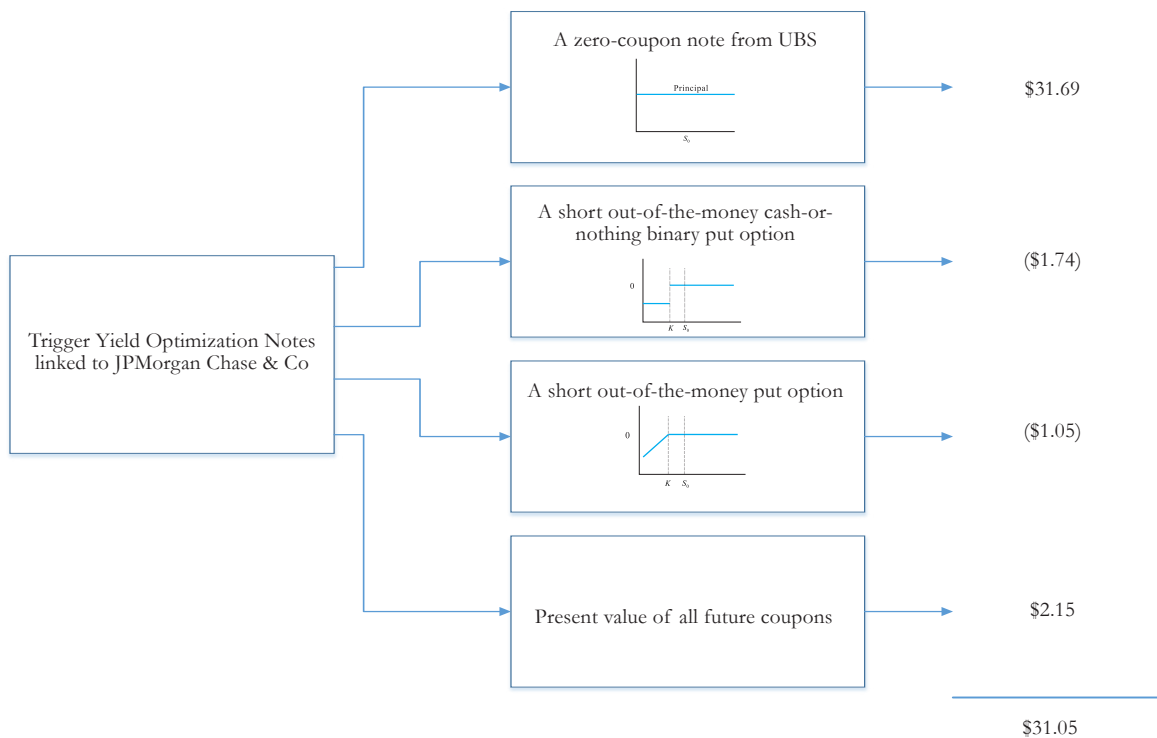 A zero-coupon note from UBS
Principal
S₀
$31.69
A short out-of-the-money cash-or-
nothing binary put option
0
K S₀
($1.74)
Trigger Yield Optimization Notes
linked to JPMorgan Chase & Co
A short out-of-the-money put option
0
K S₀
($1.05)
Present value of all future coupons
$2.15
$31.05